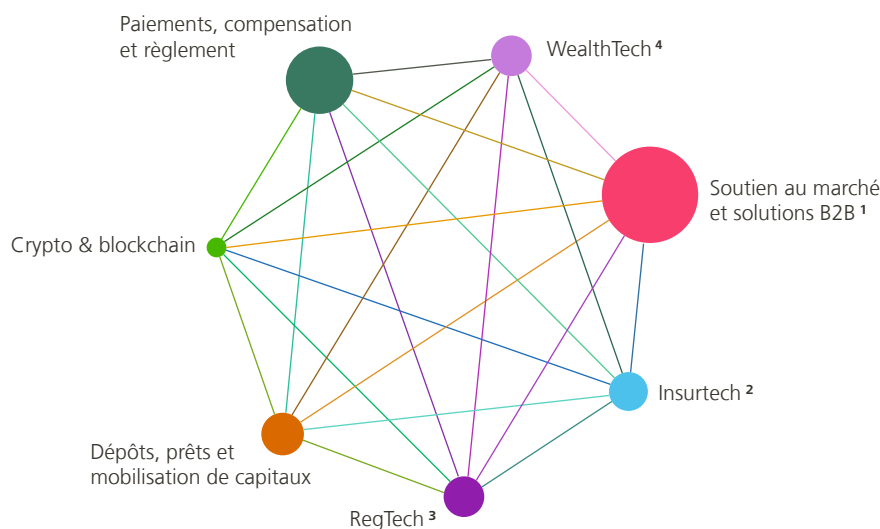 Paiements, compensation
et règlement
WealthTech ⁴
Soutien au marché
et solutions B2B ¹
Crypto & blockchain
Insurtech ²
Dépôts, prêts et
mobilisation de capitaux
RegTech ³